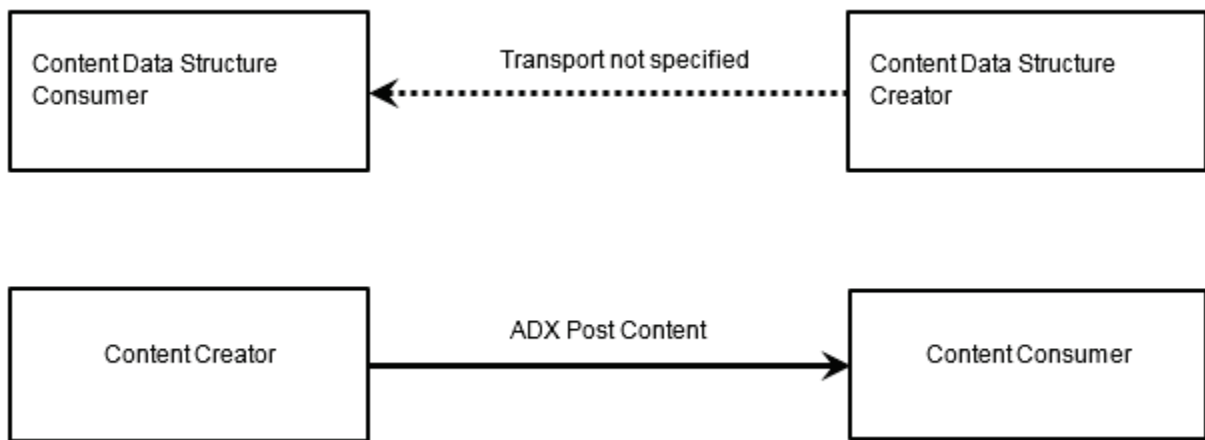 Content Data Structure
Consumer
Transport not specified
Content Data Structure
Creator
Content Creator
ADX Post Content
Content Consumer